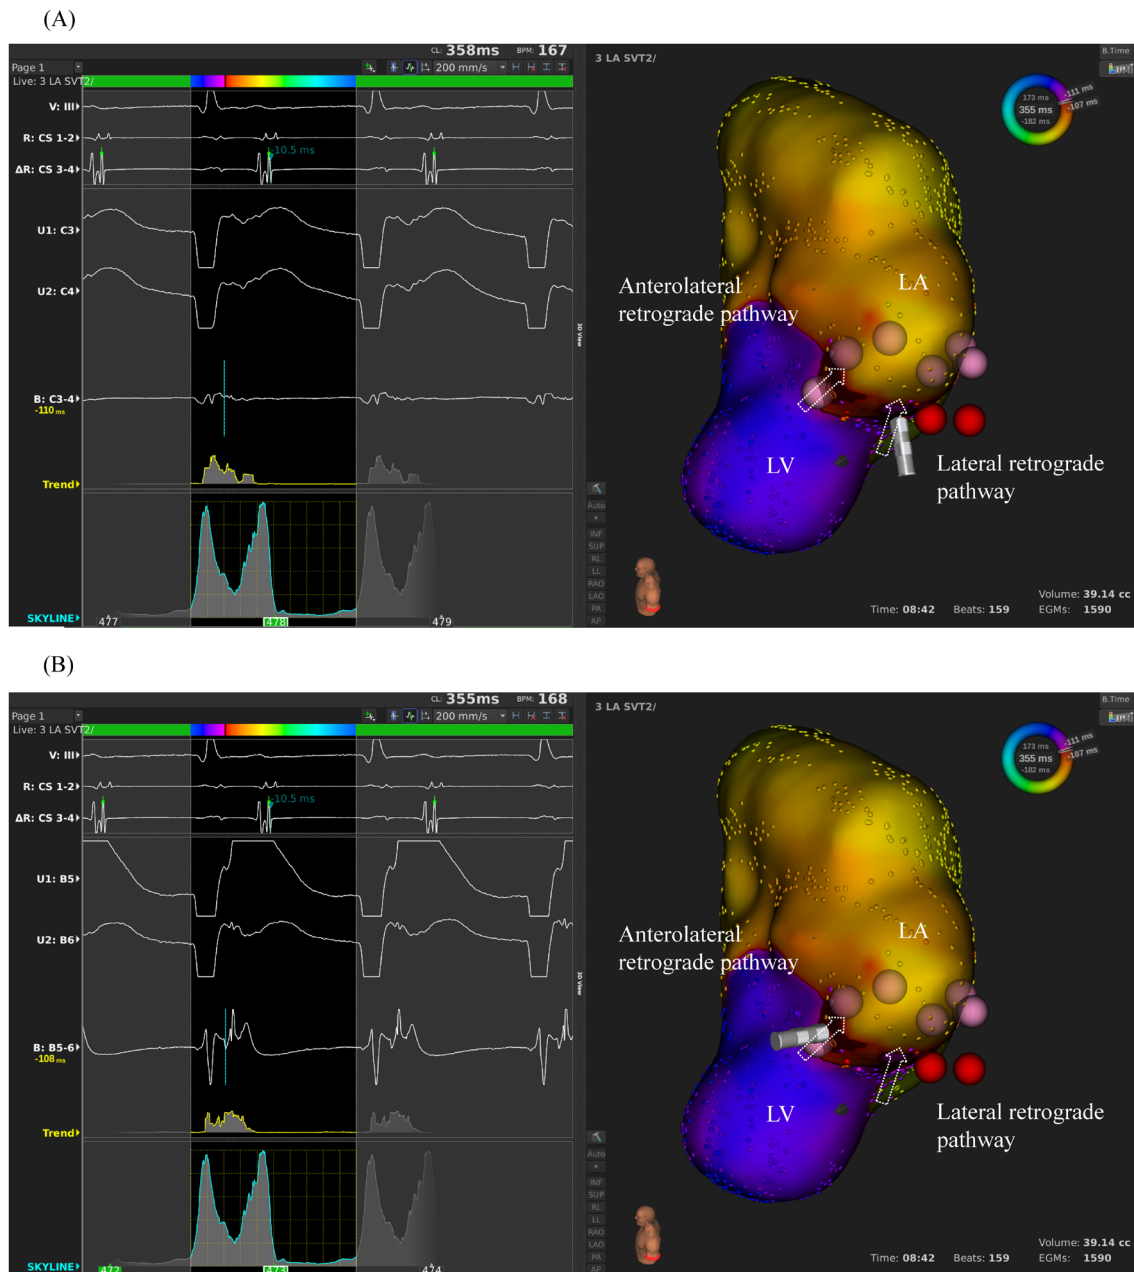 (A)
CL: 358ms BPM: 167
Page 1
200 mm/s
Live: 3 LA SVT2/
V: III
R: CS 1-2
-10.5 ms
ΔR: CS 3-4
U1: C3
U2: C4
B: C3-4
-110 ms
Trend
SKYLINE
477 478 479
3D View
3 LA SVT2/
B.Time
173 ms
355 ms
-182 ms
-111 ms
-107 ms
Anterolateral
retrograde pathway
LA
LV
Lateral retrograde
pathway
Auto
INF
SUP
RL
LL
RAO
LAO
PA
AP
Volume: 39.14 cc
Time: 08:42 Beats: 159 EGMs: 1590
(B)
CL: 355ms BPM: 168
Page 1
200 mm/s
Live: 3 LA SVT2/
V: III
R: CS 1-2
-10.5 ms
ΔR: CS 3-4
U1: B5
U2: B6
B: B5-6
-108 ms
Trend
SKYLINE
472 473 474
3D View
3 LA SVT2/
B.Time
173 ms
355 ms
-182 ms
-111 ms
-107 ms
Anterolateral
retrograde pathway
LA
LV
Lateral retrograde
pathway
Auto
INF
SUP
RL
LL
RAO
LAO
PA
AP
Volume: 39.14 cc
Time: 08:42 Beats: 159 EGMs: 1590